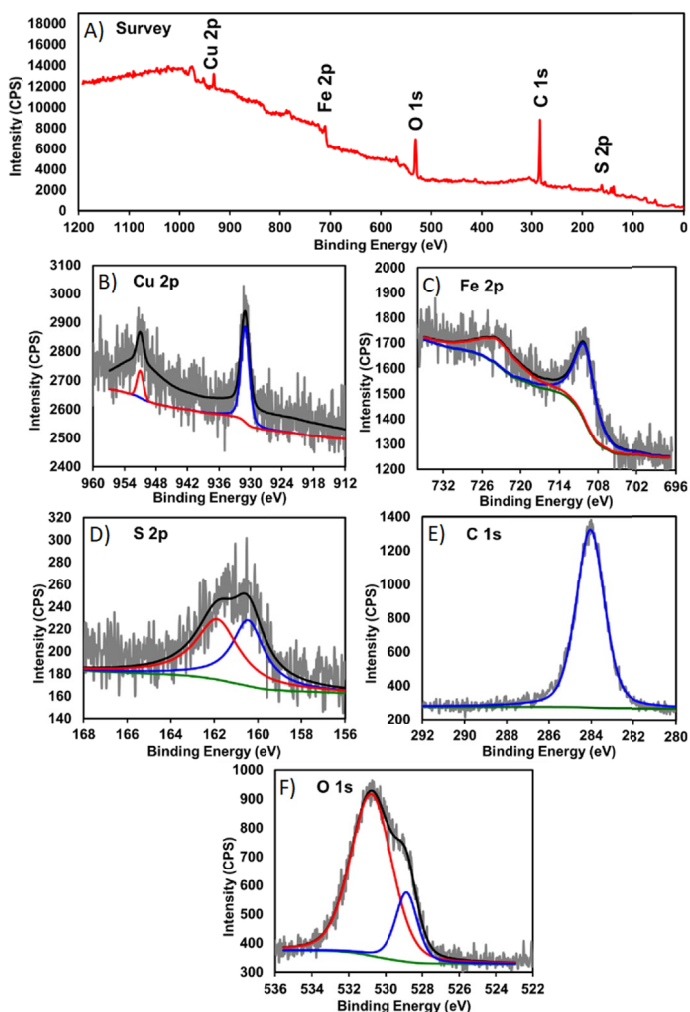 A) Survey
Cu 2p
Fe 2p
O 1s
C 1s
S 2p
Intensity (CPS)
18000
16000
14000
12000
10000
8000
6000
4000
2000
0
1200 1100 1000 900 800 700 600 500 400 300 200 100 0
Binding Energy (eV)
B) Cu 2p
Intensity (CPS)
3100
3000
2900
2800
2700
2600
2500
2400
960 954 948 942 936 930 924 918 912
Binding Energy (eV)
C) Fe 2p
Intensity (CPS)
2000
1900
1800
1700
1600
1500
1400
1300
1200
732 726 720 714 708 702 696
Binding Energy (eV)
D) S 2p
Intensity (CPS)
320
300
280
260
240
220
200
180
160
140
168 166 164 162 160 158 156
Binding Energy (eV)
E) C 1s
Intensity (CPS)
1400
1200
1000
800
600
400
200
292 290 288 286 284 282 280
Binding Energy (eV)
F) O 1s
Intensity (CPS)
1000
900
800
700
600
500
400
300
536 534 532 530 528 526 524 522
Binding Energy (eV)